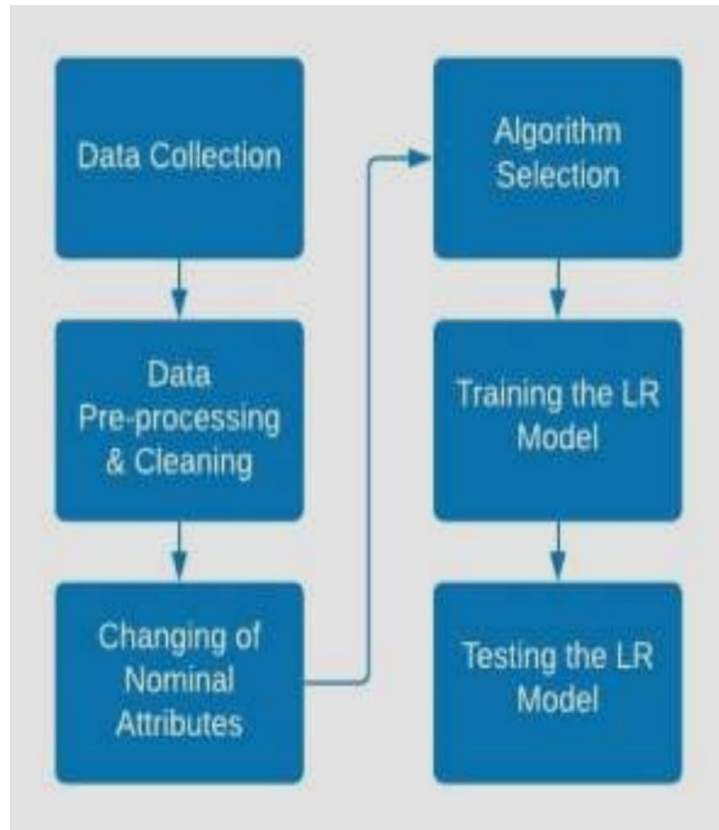 Data Collection
Data
Pre-processing
& Cleaning
Changing of
Nominal
Attributes
Algorithm
Selection
Training the LR
Model
Testing the LR
Model